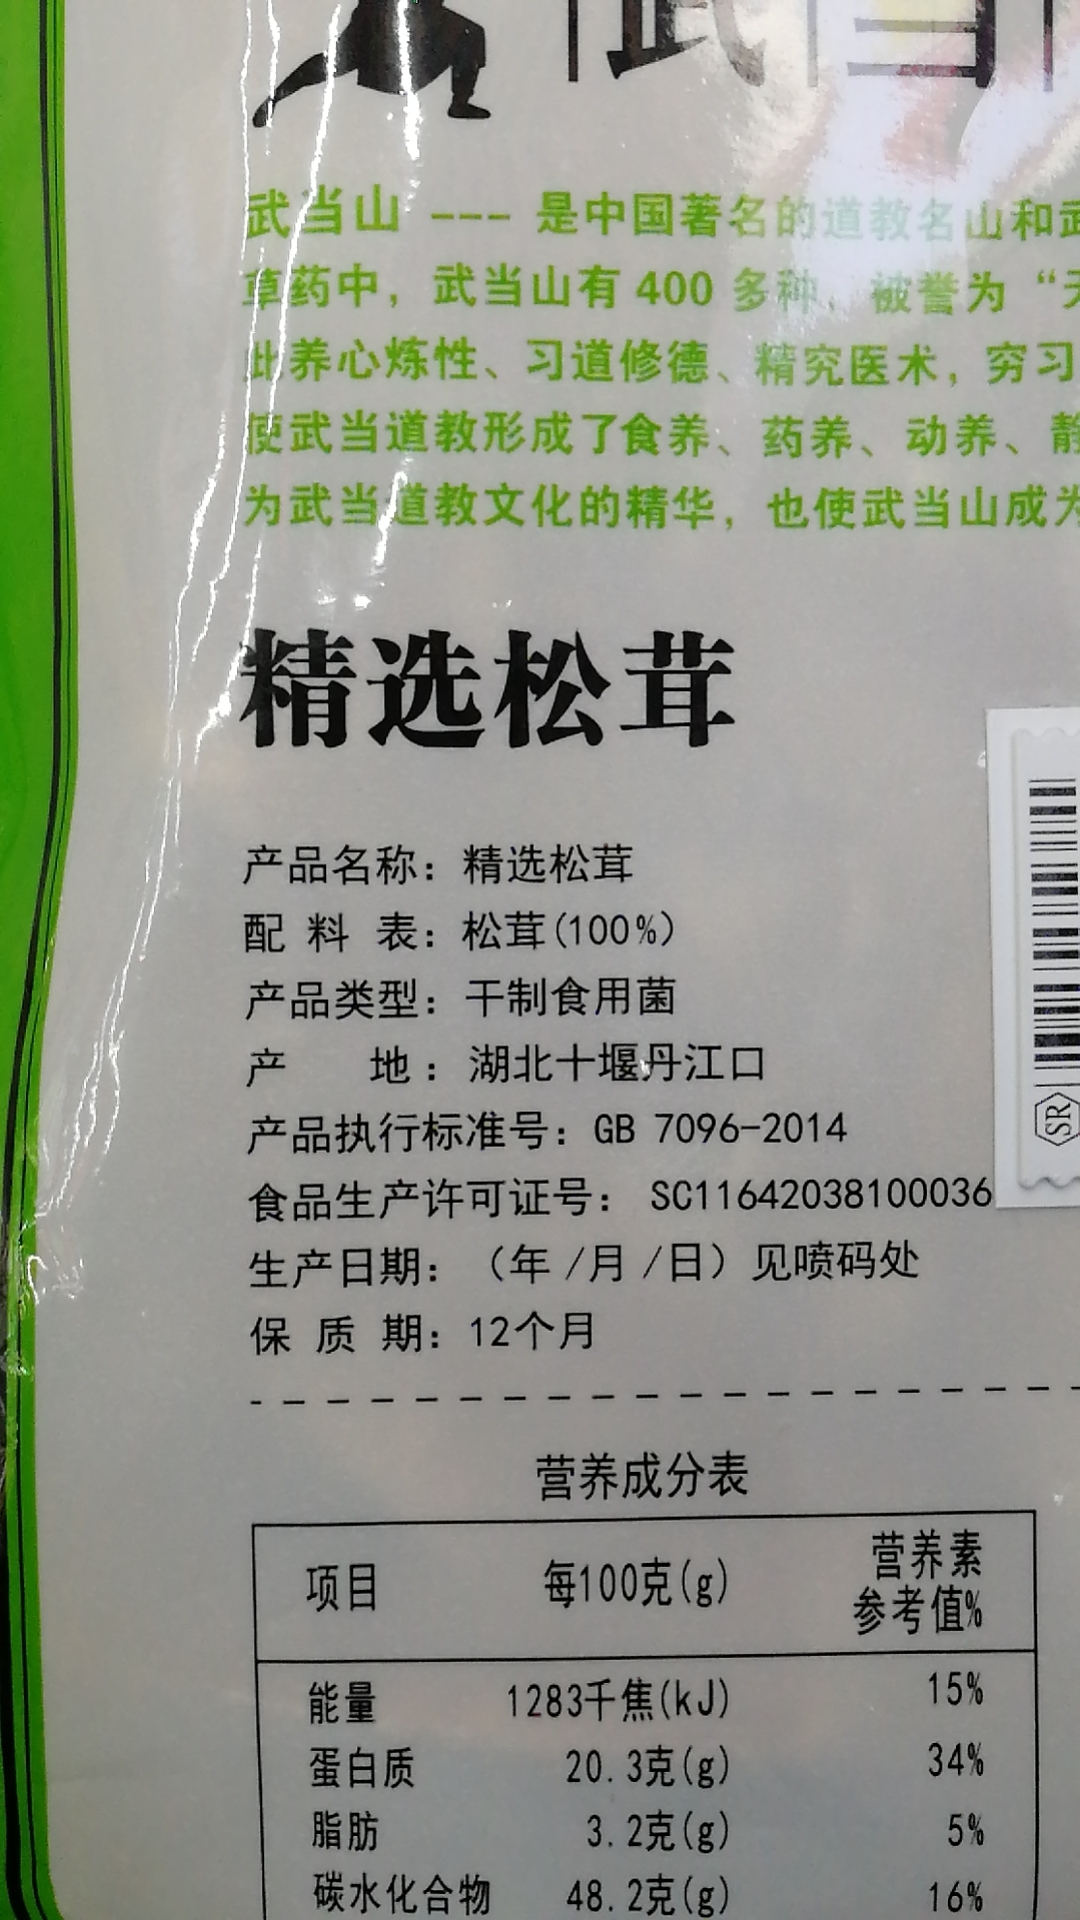 武当
武当山 --- 是中国著名的道教名山和武
草药中，武当山有 400 多种，被誉为 “天
此养心炼性、习道修德、精究医术，穷习
使武当道教形成了食养、药养、动养、静
为武当道教文化的精华，也使武当山成为
精选松茸
产品名称：精选松茸
配 料 表：松茸(100%)
产品类型：干制食用菌
产 地：湖北十堰丹江口
产品执行标准号：GB 7096-2014
食品生产许可证号： SC11642038100036
生产日期：（年 /月 /日）见喷码处
保 质 期：12个月
SR
营养成分表
项目 每100克(g) 营养素
参考值%
能量 1283千焦(kJ) 15%
蛋白质 20.3克(g) 34%
脂肪 3.2克(g) 5%
碳水化合物 48.2克(g) 16%